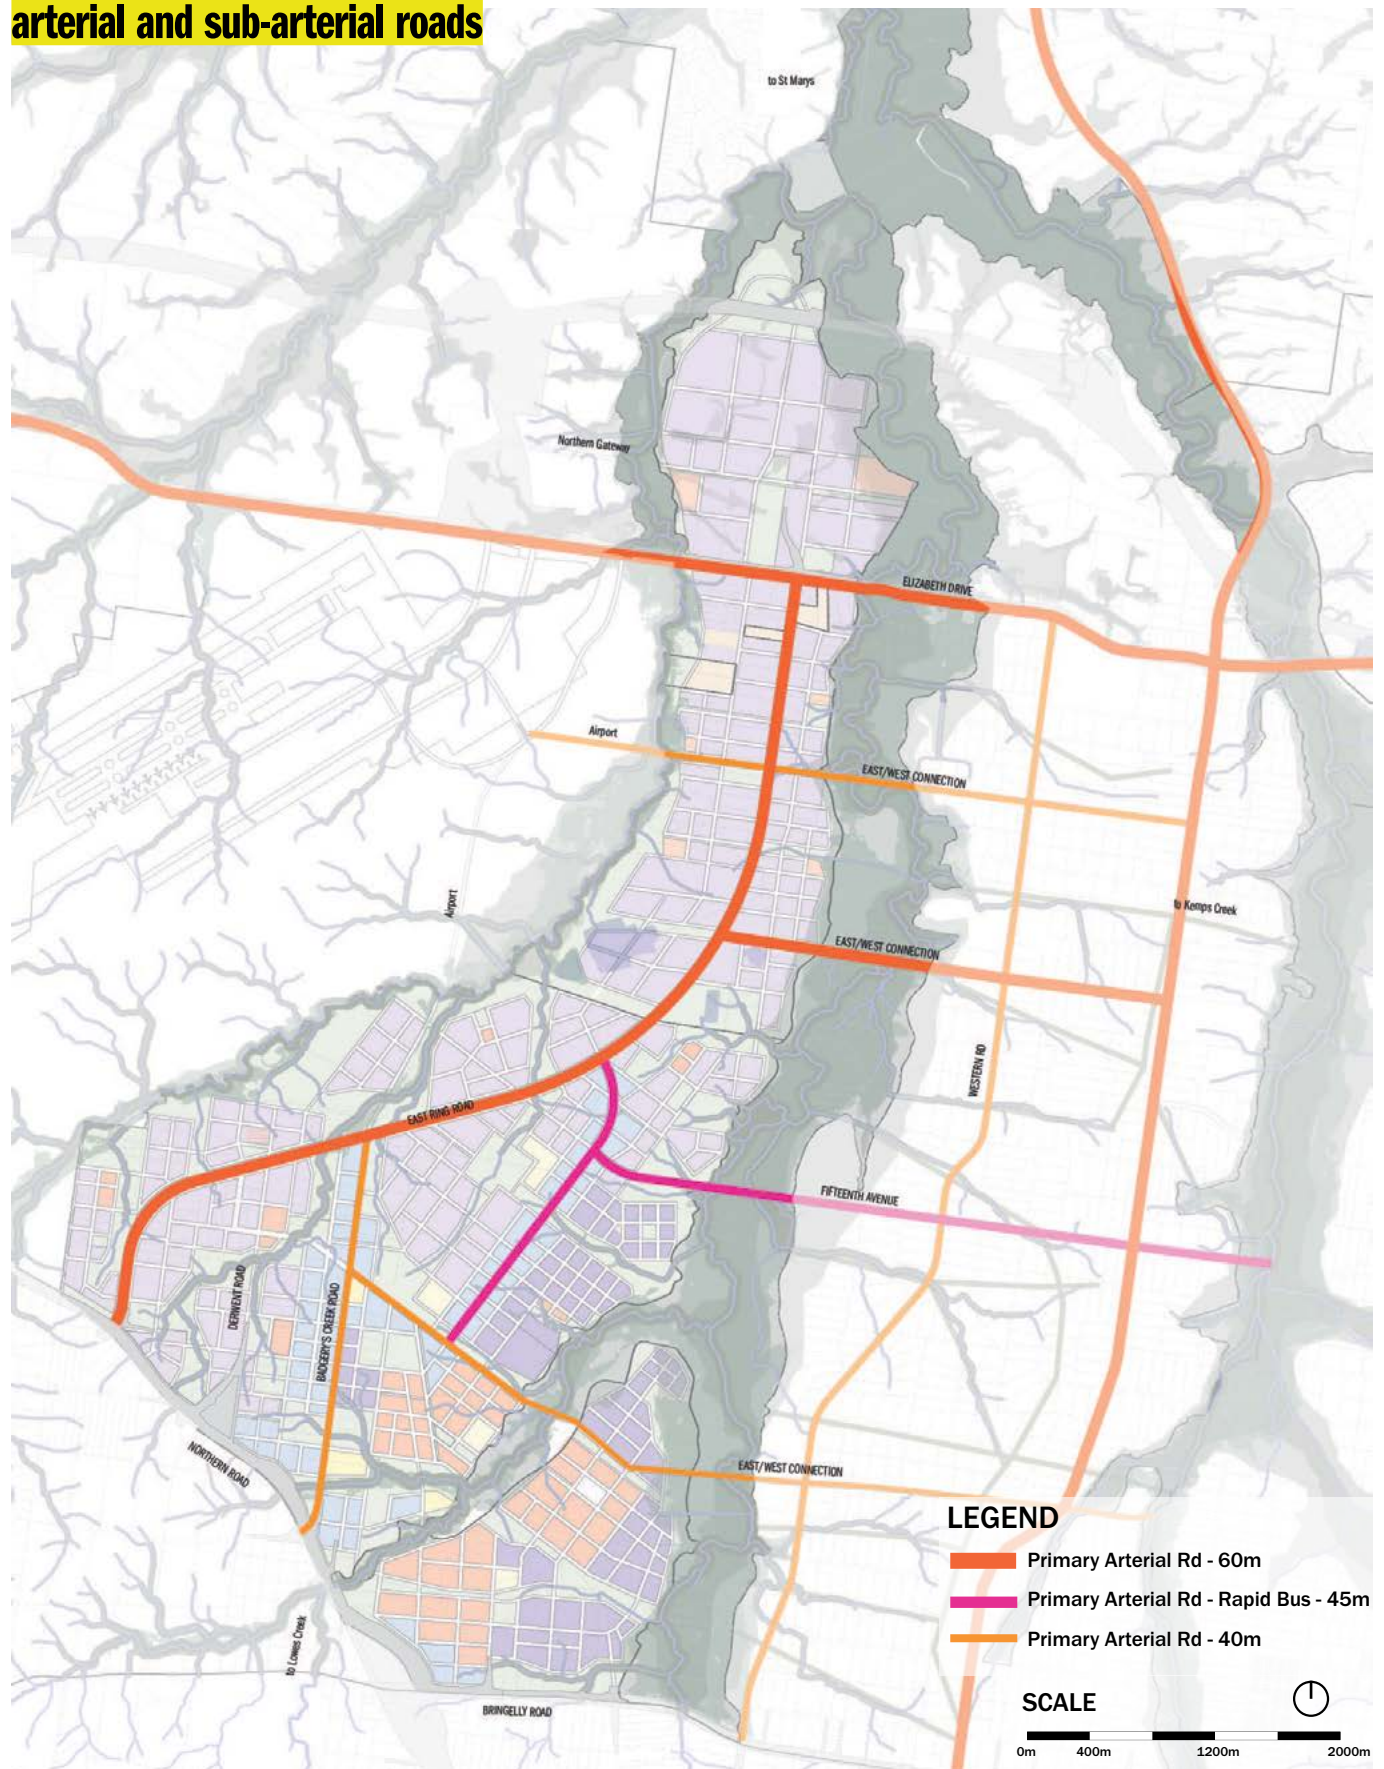 arterial and sub-arterial roads
to St Marys
Northern Gateway
ELIZABETH DRIVE
Airport
EAST/WEST CONNECTION
Airport
to Kemps Creek
EAST/WEST CONNECTION
WESTERN RD
EAST RING ROAD
FIFTEENTH AVENUE
DERWENT ROAD
BADGERY'S CREEK ROAD
NORTHERN ROAD
EAST/WEST CONNECTION
to Lowes Creek
BRINGELLY ROAD
LEGEND
Primary Arterial Rd - 60m
Primary Arterial Rd - Rapid Bus - 45m
Primary Arterial Rd - 40m
SCALE
0m 400m 1200m 2000m